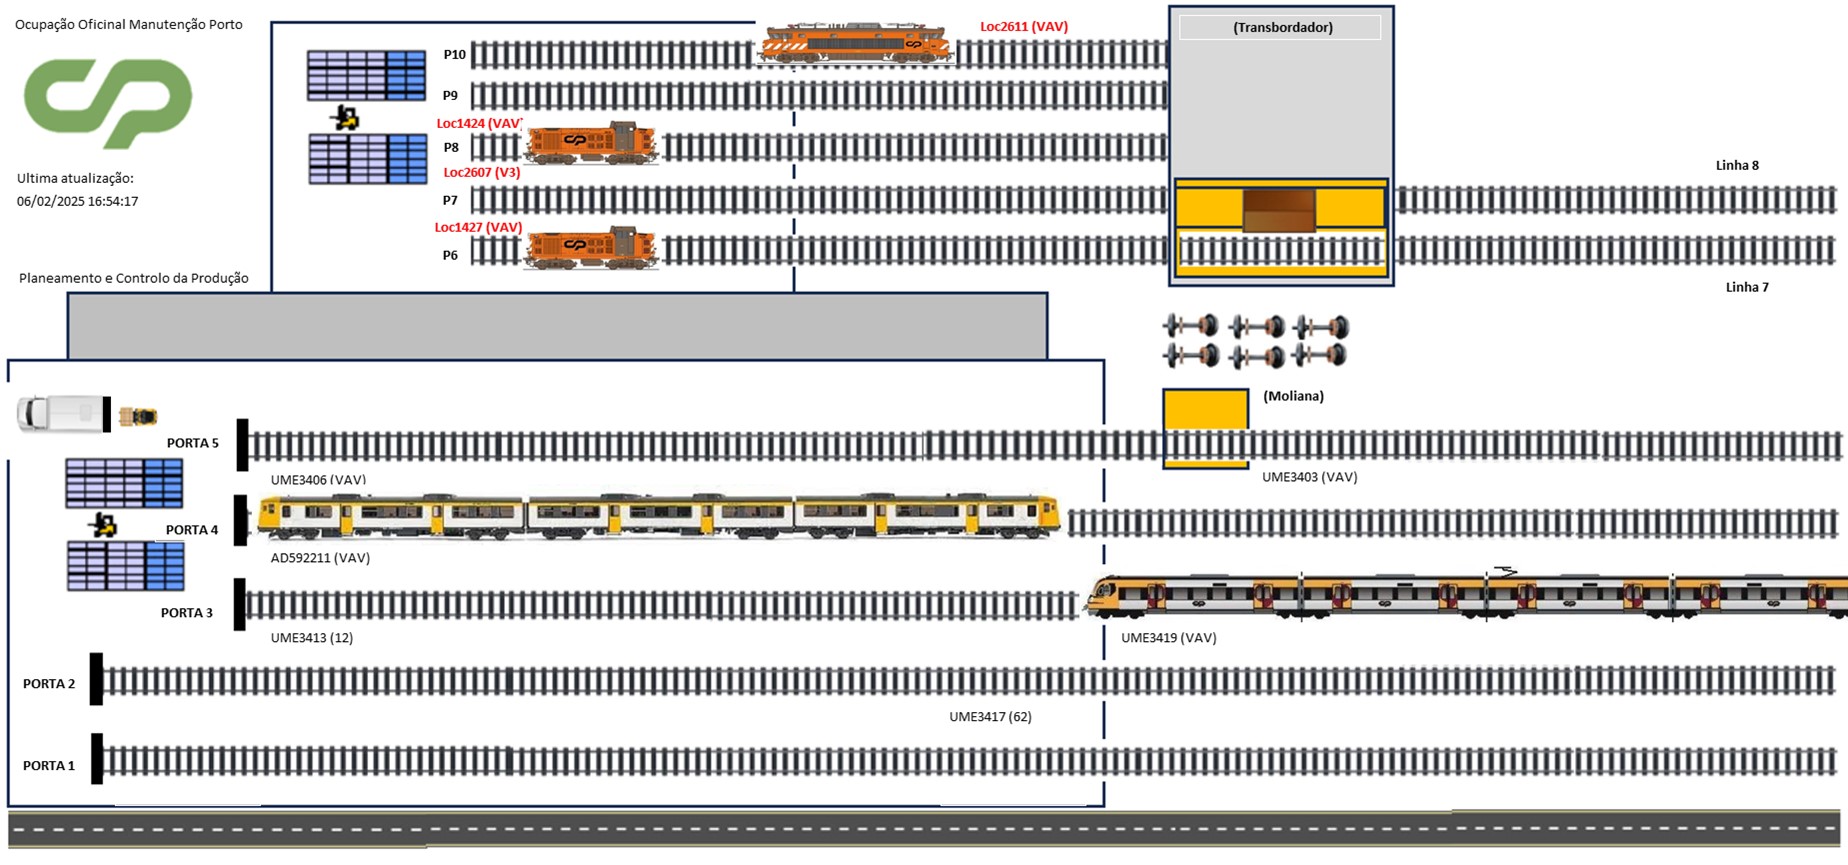 Ocupação Oficinal Manutenção Porto
Loc2611 (VAV)
(Transbordador)
P10
P9
Loc1424 (VAV)
P8
Loc2607 (V3)
Linha 8
Ultima atualização:
06/02/2025 16:54:17
P7
Loc1427 (VAV)
P6
Planeamento e Controlo da Produção
Linha 7
(Moliana)
PORTA 5
UME3406 (VAV)
UME3403 (VAV)
PORTA 4
AD592211 (VAV)
PORTA 3
UME3413 (12)
UME3419 (VAV)
PORTA 2
UME3417 (62)
PORTA 1